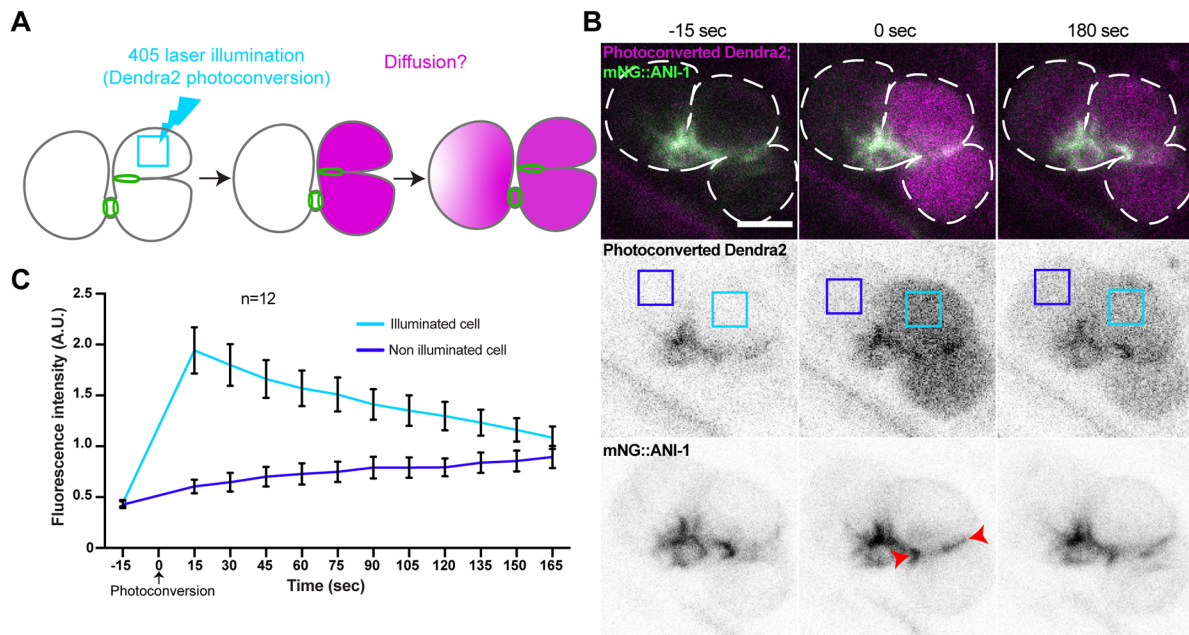 A
405 laser illumination
(Dendra2 photoconversion)
Diffusion?
B
-15 sec
0 sec
180 sec
Photoconverted Dendra2;
mNG::ANI-1
Photoconverted Dendra2
mNG::ANI-1
C
n=12
Illuminated cell
Non illuminated cell
Fluorescence intensity (A.U.)
2.5
2.0
1.5
1.0
0.5
0
-15 0 15 30 45 60 75 90 105 120 135 150 165
Time (sec)
Photoconversion